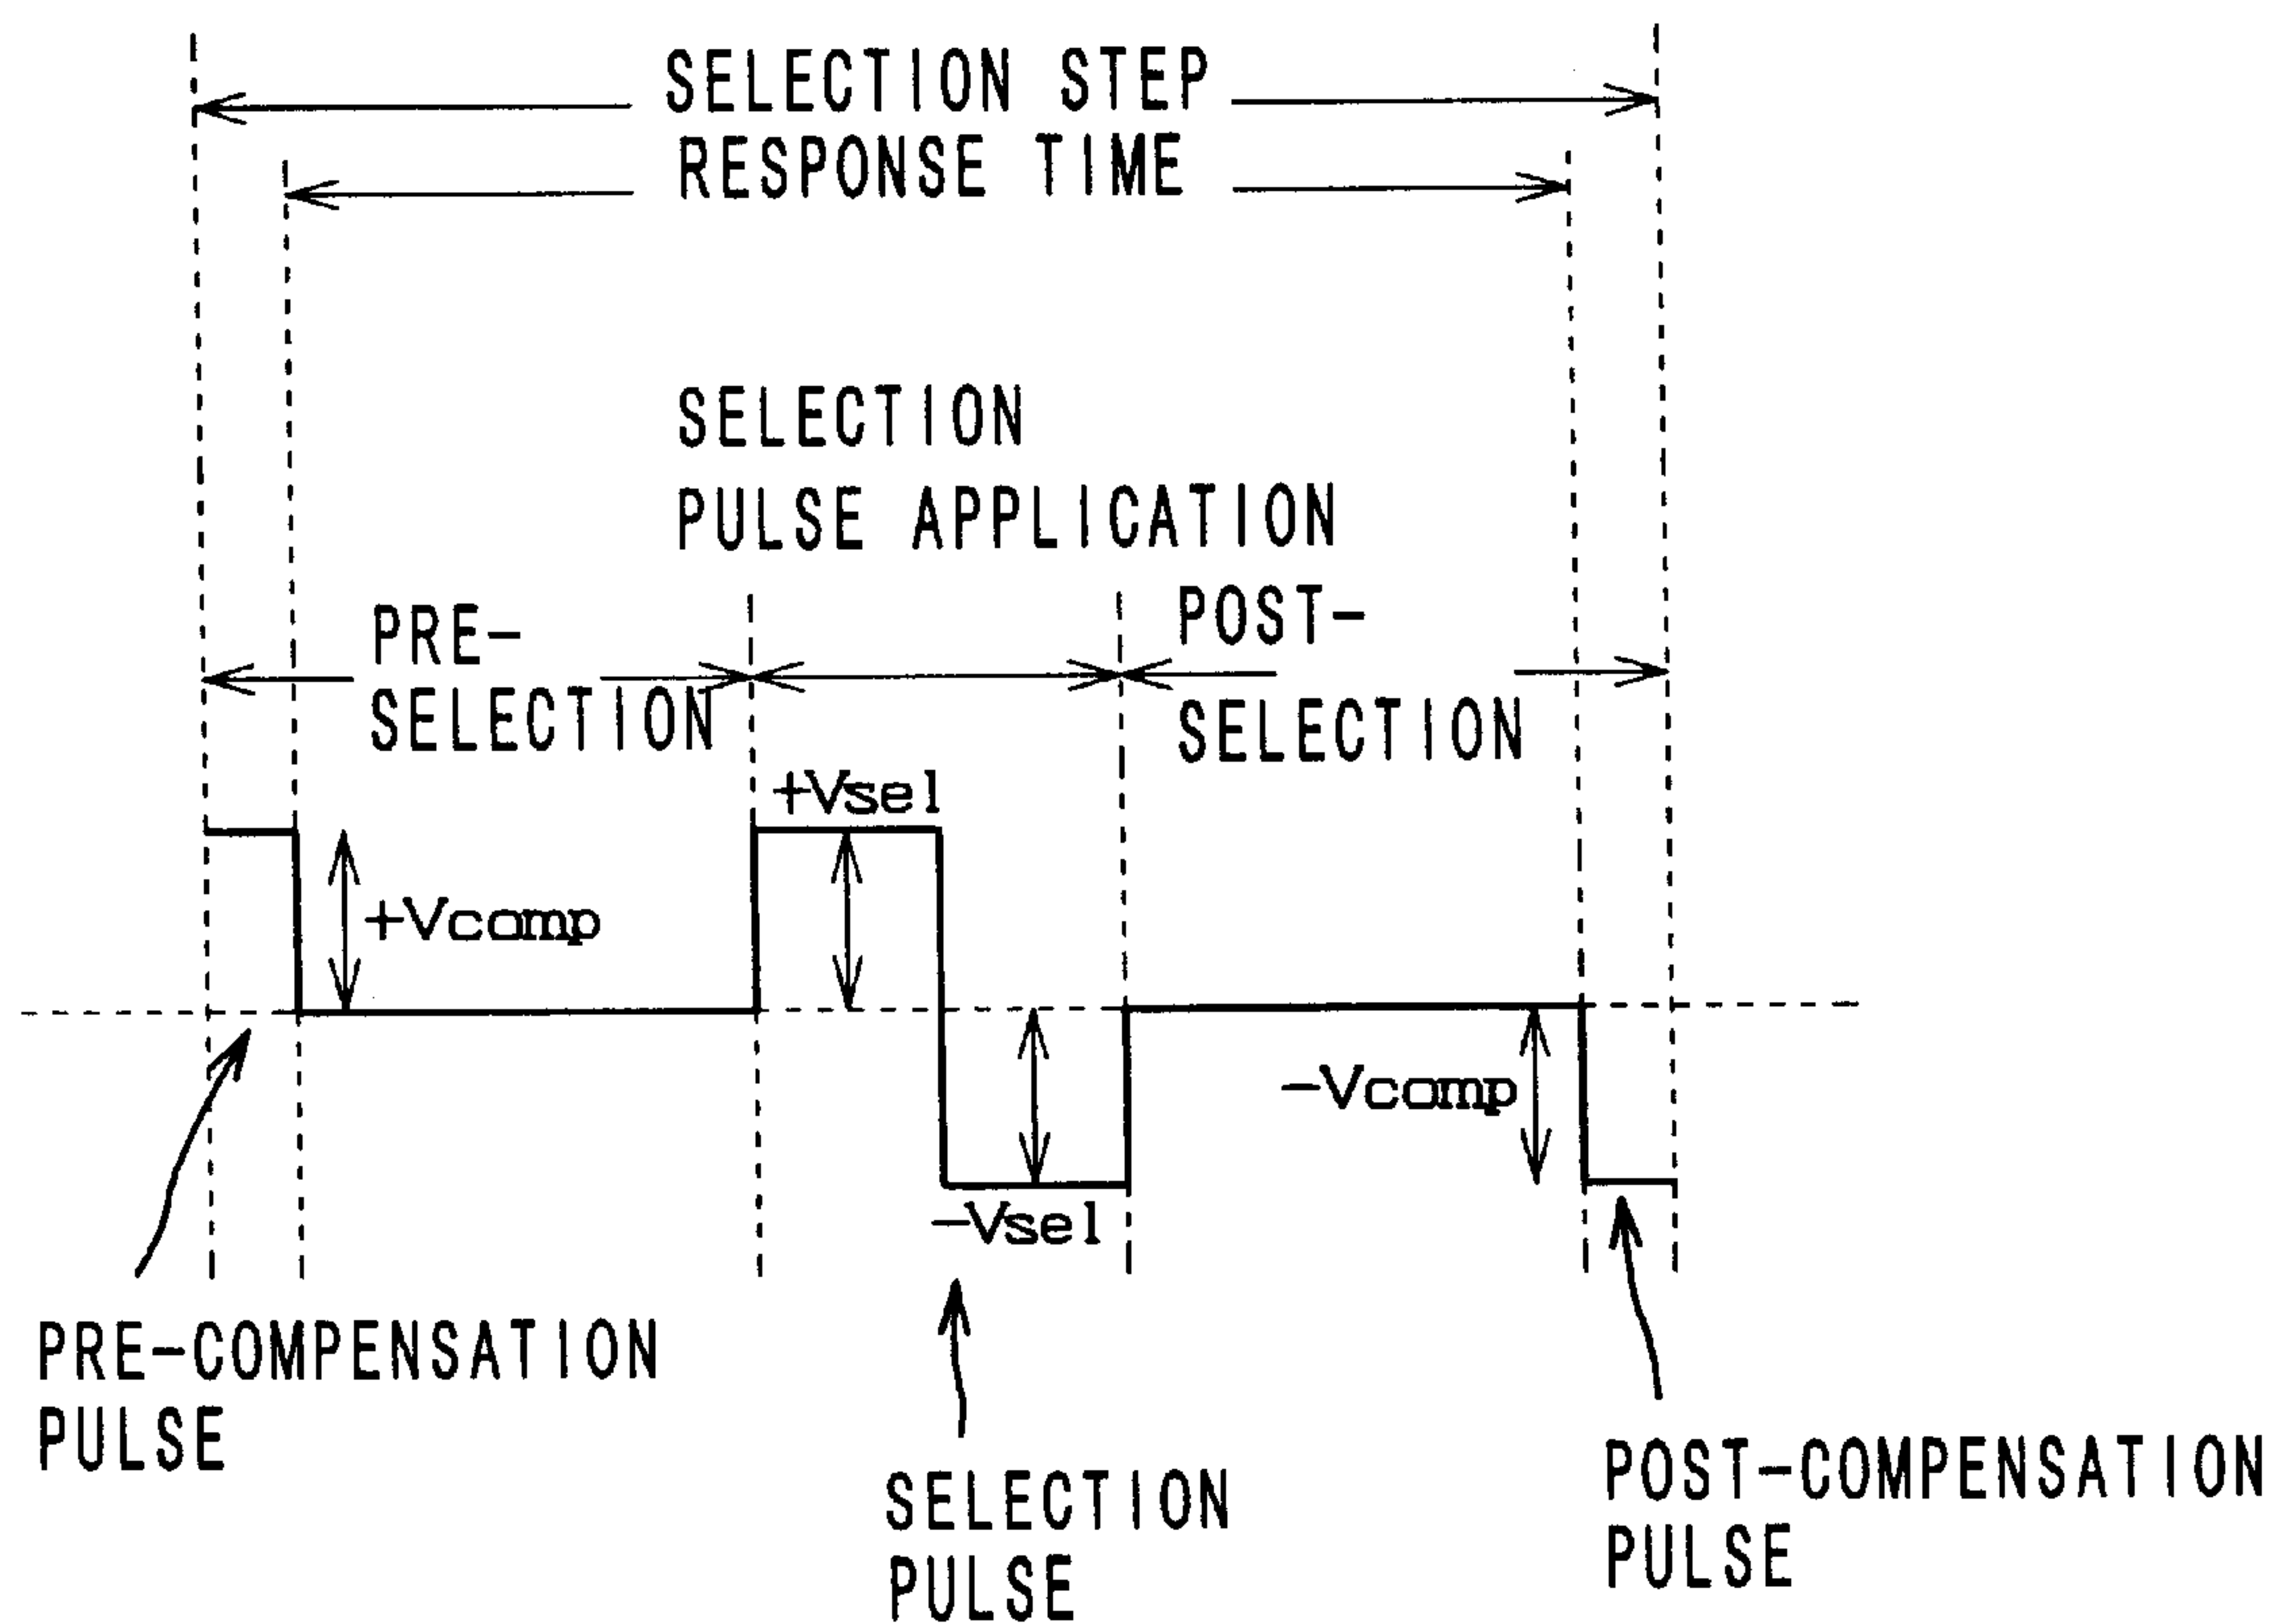 SELECTION STEP
RESPONSE TIME
SELECTION
PULSE APPLICATION
PRE-
SELECTION
POST-
SELECTION
+Vsel
+Vcomp
-Vcomp
-Vsel
PRE-COMPENSATION
PULSE
SELECTION
PULSE
POST-COMPENSATION
PULSE